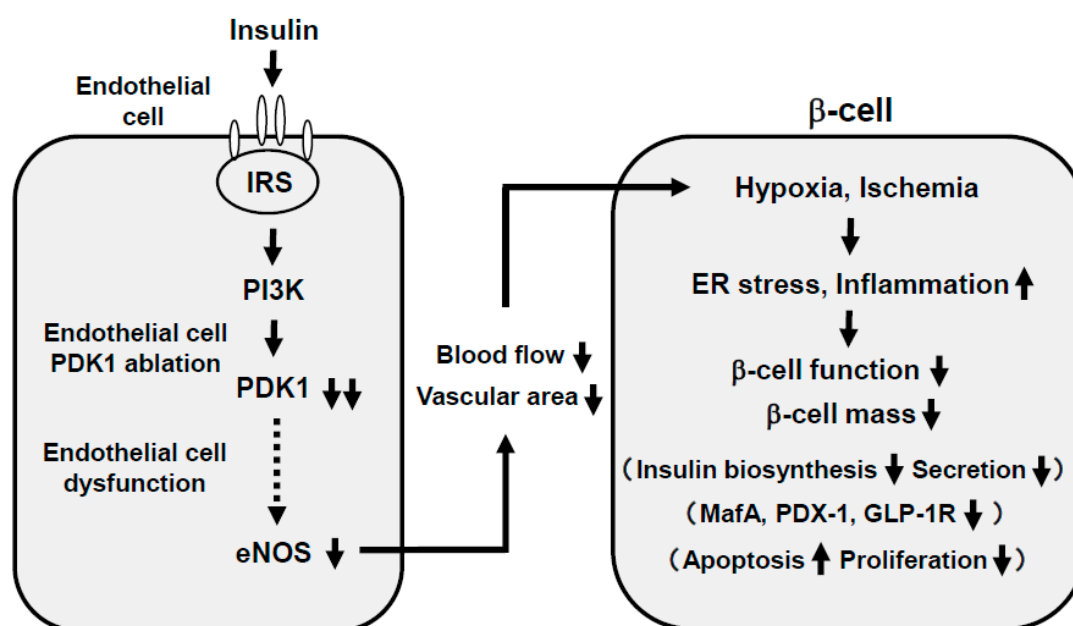 Insulin
Endothelial
cell
IRS
PI3K
Endothelial cell
PDK1 ablation
PDK1
Endothelial cell
dysfunction
eNOS
Blood flow
Vascular area
β-cell
Hypoxia, Ischemia
ER stress, Inflammation
β-cell function
β-cell mass
(Insulin biosynthesis Secretion )
(MafA, PDX-1, GLP-1R )
(Apoptosis Proliferation )